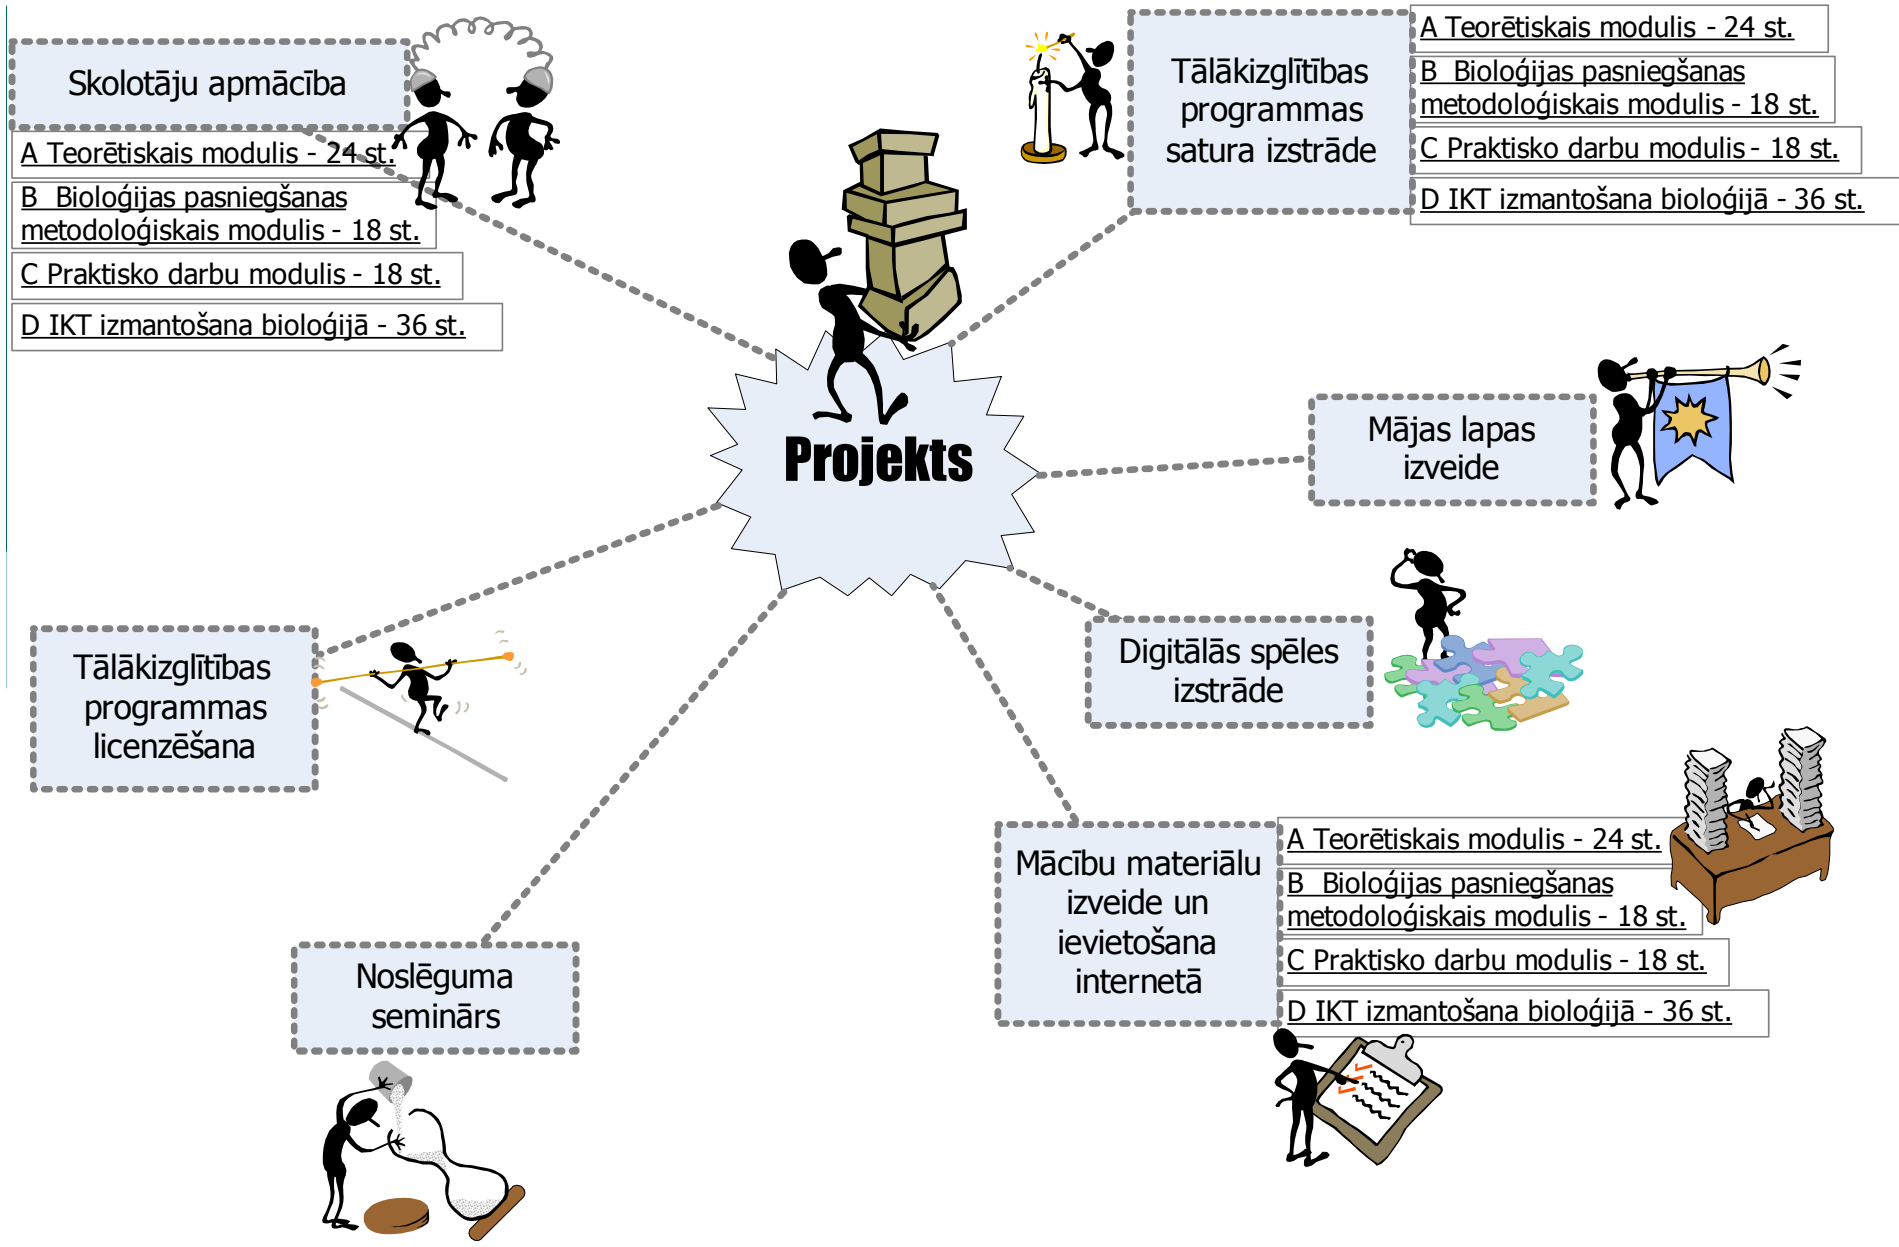 Skolotāju apmācība
A Teorētiskais modulis - 24 st.
B  Bioloģijas pasniegšanas
metodoloģiskais modulis - 18 st.
C Praktisko darbu modulis - 18 st.
D IKT izmantošana bioloģijā - 36 st.
Tālākizglītības
programmas
satura izstrāde
A Teorētiskais modulis - 24 st.
B  Bioloģijas pasniegšanas
metodoloģiskais modulis - 18 st.
C Praktisko darbu modulis - 18 st.
D IKT izmantošana bioloģijā - 36 st.
Projekts
Mājas lapas
izveide
Digitālās spēles
izstrāde
Tālākizglītības
programmas
licenzēšana
Mācību materiālu
izveide un
ievietošana
internetā
A Teorētiskais modulis - 24 st.
B  Bioloģijas pasniegšanas
metodoloģiskais modulis - 18 st.
C Praktisko darbu modulis - 18 st.
D IKT izmantošana bioloģijā - 36 st.
Noslēguma
seminārs